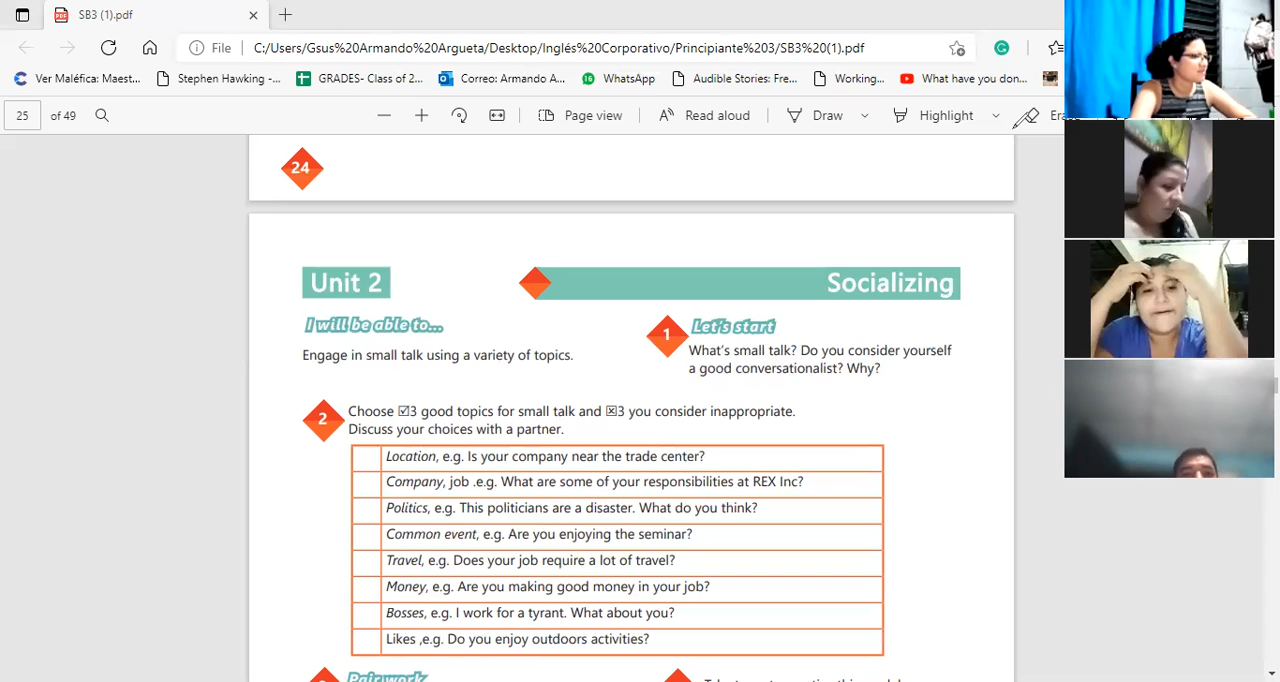 SB3 (1).pdf
File C:/Users/Gsus%20Armando%20Argueta/Desktop/Inglés%20Corporativo/Principiante%203/SB3%20(1).pdf
Ver Maléfica: Maest... Stephen Hawking -... GRADES- Class of 2... Correo: Armando A... 16 WhatsApp Audible Stories: Fre... Working... What have you don...
25 of 49 Page view Read aloud Draw Highlight
24
Unit 2 Socializing
I will be able to...
Engage in small talk using a variety of topics.
1 Let's start
What's small talk? Do you consider yourself
a good conversationalist? Why?
2 Choose ☑3 good topics for small talk and ☒3 you consider inappropriate.
Discuss your choices with a partner.
Location, e.g. Is your company near the trade center?
Company, job .e.g. What are some of your responsibilities at REX Inc?
Politics, e.g. This politicians are a disaster. What do you think?
Common event, e.g. Are you enjoying the seminar?
Travel, e.g. Does your job require a lot of travel?
Money, e.g. Are you making good money in your job?
Bosses, e.g. I work for a tyrant. What about you?
Likes ,e.g. Do you enjoy outdoors activities?
Pair work